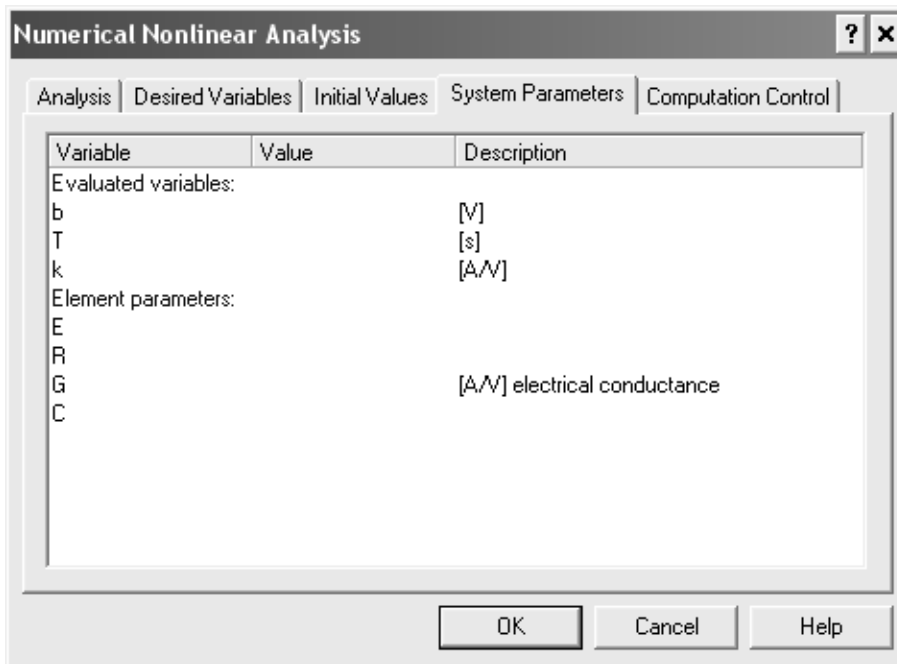 Numerical Nonlinear Analysis ? ×
Analysis Desired Variables Initial Values System Parameters Computation Control
Variable Value Description
Evaluated variables:
b [V]
T [s]
k [A/V]
Element parameters:
E
R
G [A/V] electrical conductance
C
OK Cancel Help